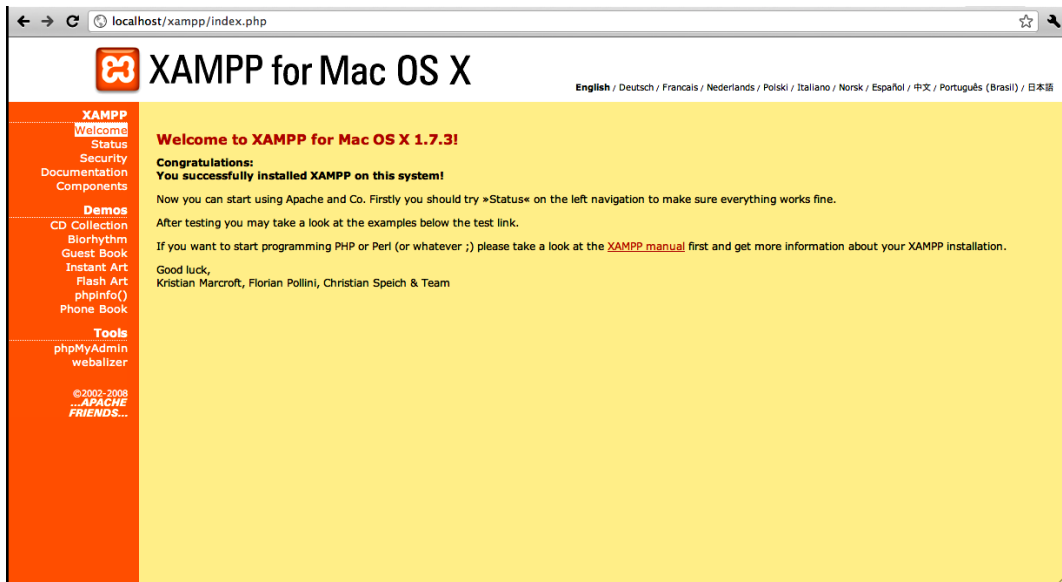 localhost/xampp/index.php
XAMPP for Mac OS X
English / Deutsch / Francais / Nederlands / Polski / Italiano / Norsk / Español / 中文 / Português (Brasil) / 日本語
XAMPP
Welcome
Status
Security
Documentation
Components
Demos
CD Collection
Biorhythm
Guest Book
Instant Art
Flash Art
phpinfo()
Phone Book
Tools
phpMyAdmin
webalizer
©2002-2008
...APACHE
FRIENDS...
Welcome to XAMPP for Mac OS X 1.7.3!
Congratulations:
You successfully installed XAMPP on this system!
Now you can start using Apache and Co. Firstly you should try »Status« on the left navigation to make sure everything works fine.
After testing you may take a look at the examples below the test link.
If you want to start programming PHP or Perl (or whatever ;) please take a look at the XAMPP manual first and get more information about your XAMPP installation.
Good luck,
Kristian Marcroft, Florian Pollini, Christian Speich & Team